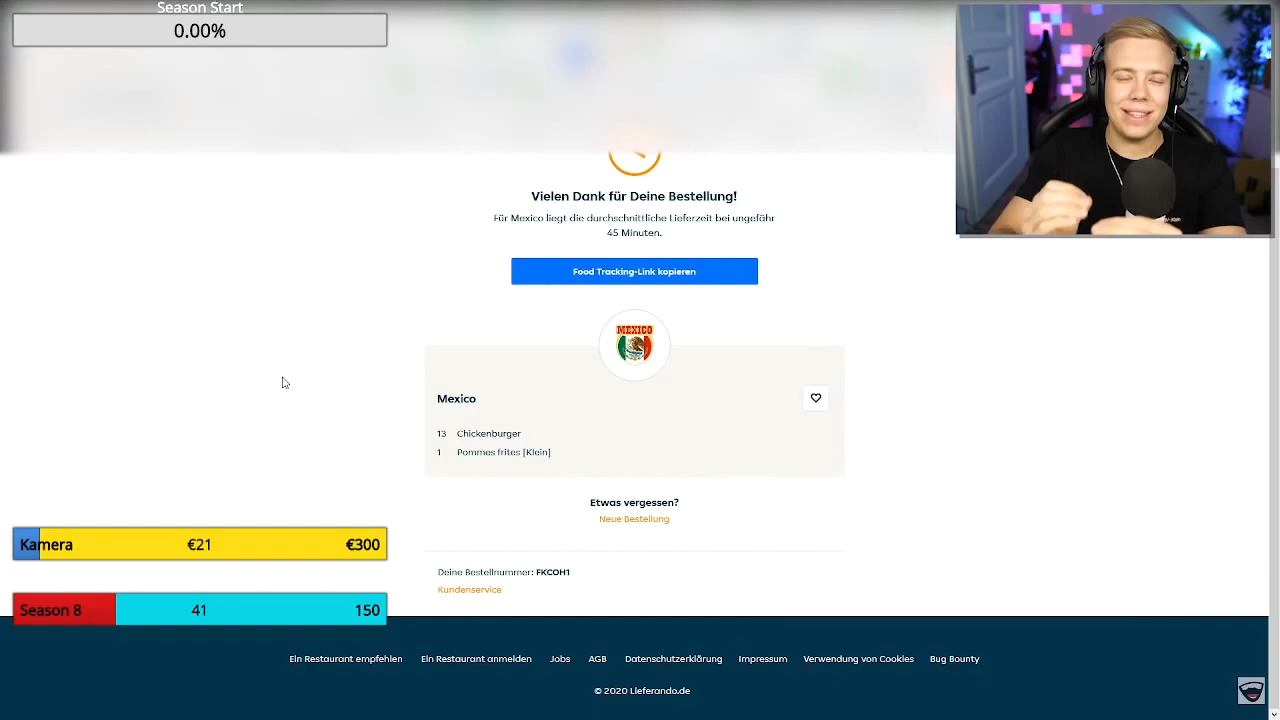 Season Start
0.00%
Vielen Dank für Deine Bestellung!
Für Mexico liegt die durchschnittliche Lieferzeit bei ungefähr
45 Minuten.
Food Tracking-Link kopieren
MEXICO
Mexico
13 Chickenburger
1 Pommes frites [Klein]
Etwas vergessen?
Neue Bestellung
Kamera €21 €300
Deine Bestellnummer: FKCOH1
Kundenservice
Season 8 41 150
Ein Restaurant empfehlen Ein Restaurant anmelden Jobs AGB Datenschutzerklärung Impressum Verwendung von Cookies Bug Bounty
© 2020 Lieferando.de